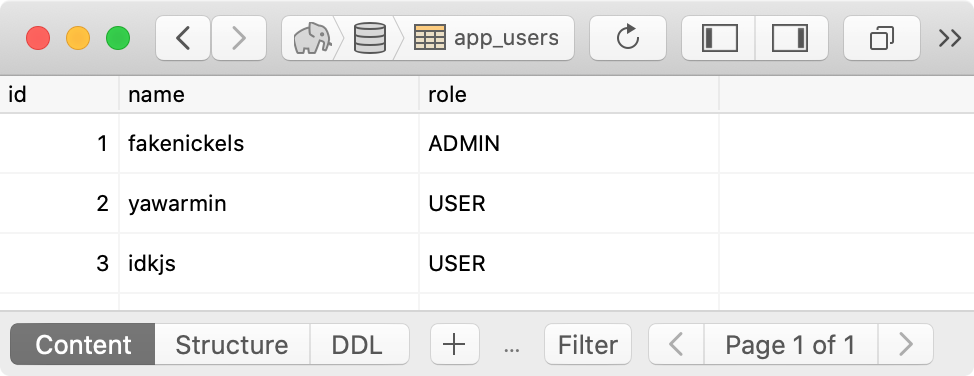 app_users
id name role
1 fakenickels ADMIN
2 yawarmin USER
3 idkjs USER
Content Structure DDL ... Filter Page 1 of 1